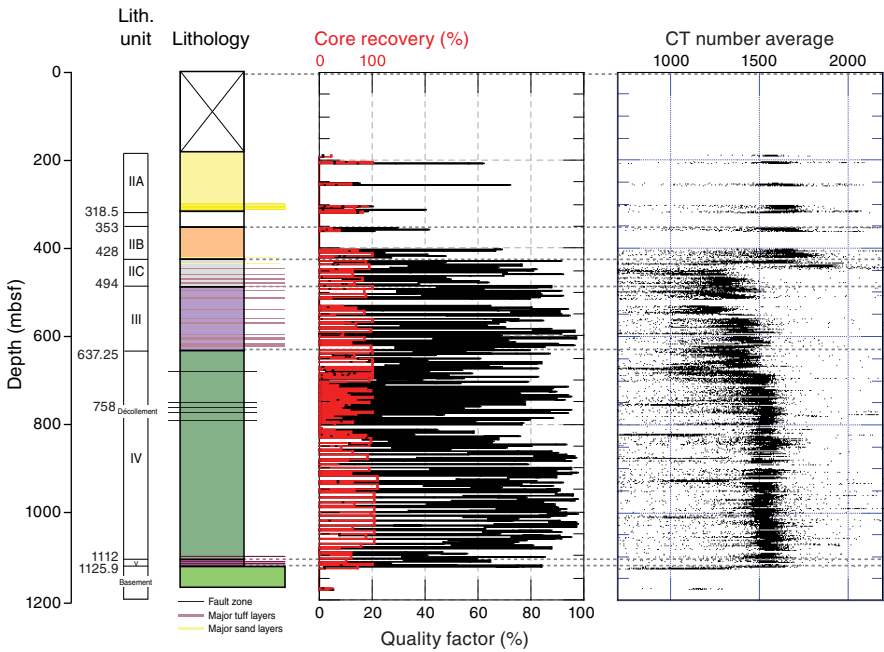 Lith.
unit
Lithology
Core recovery (%)
0 100
CT number average
1000 1500 2000
Depth (mbsf)
0
200
400
600
800
1000
1200
318.5
353
428
494
637.25
758
1112
1125.9
IIA
IIB
IIC
III
Décollement
IV
V
Basement
Fault zone
Major tuff layers
Major sand layers
0 20 40 60 80 100
Quality factor (%)